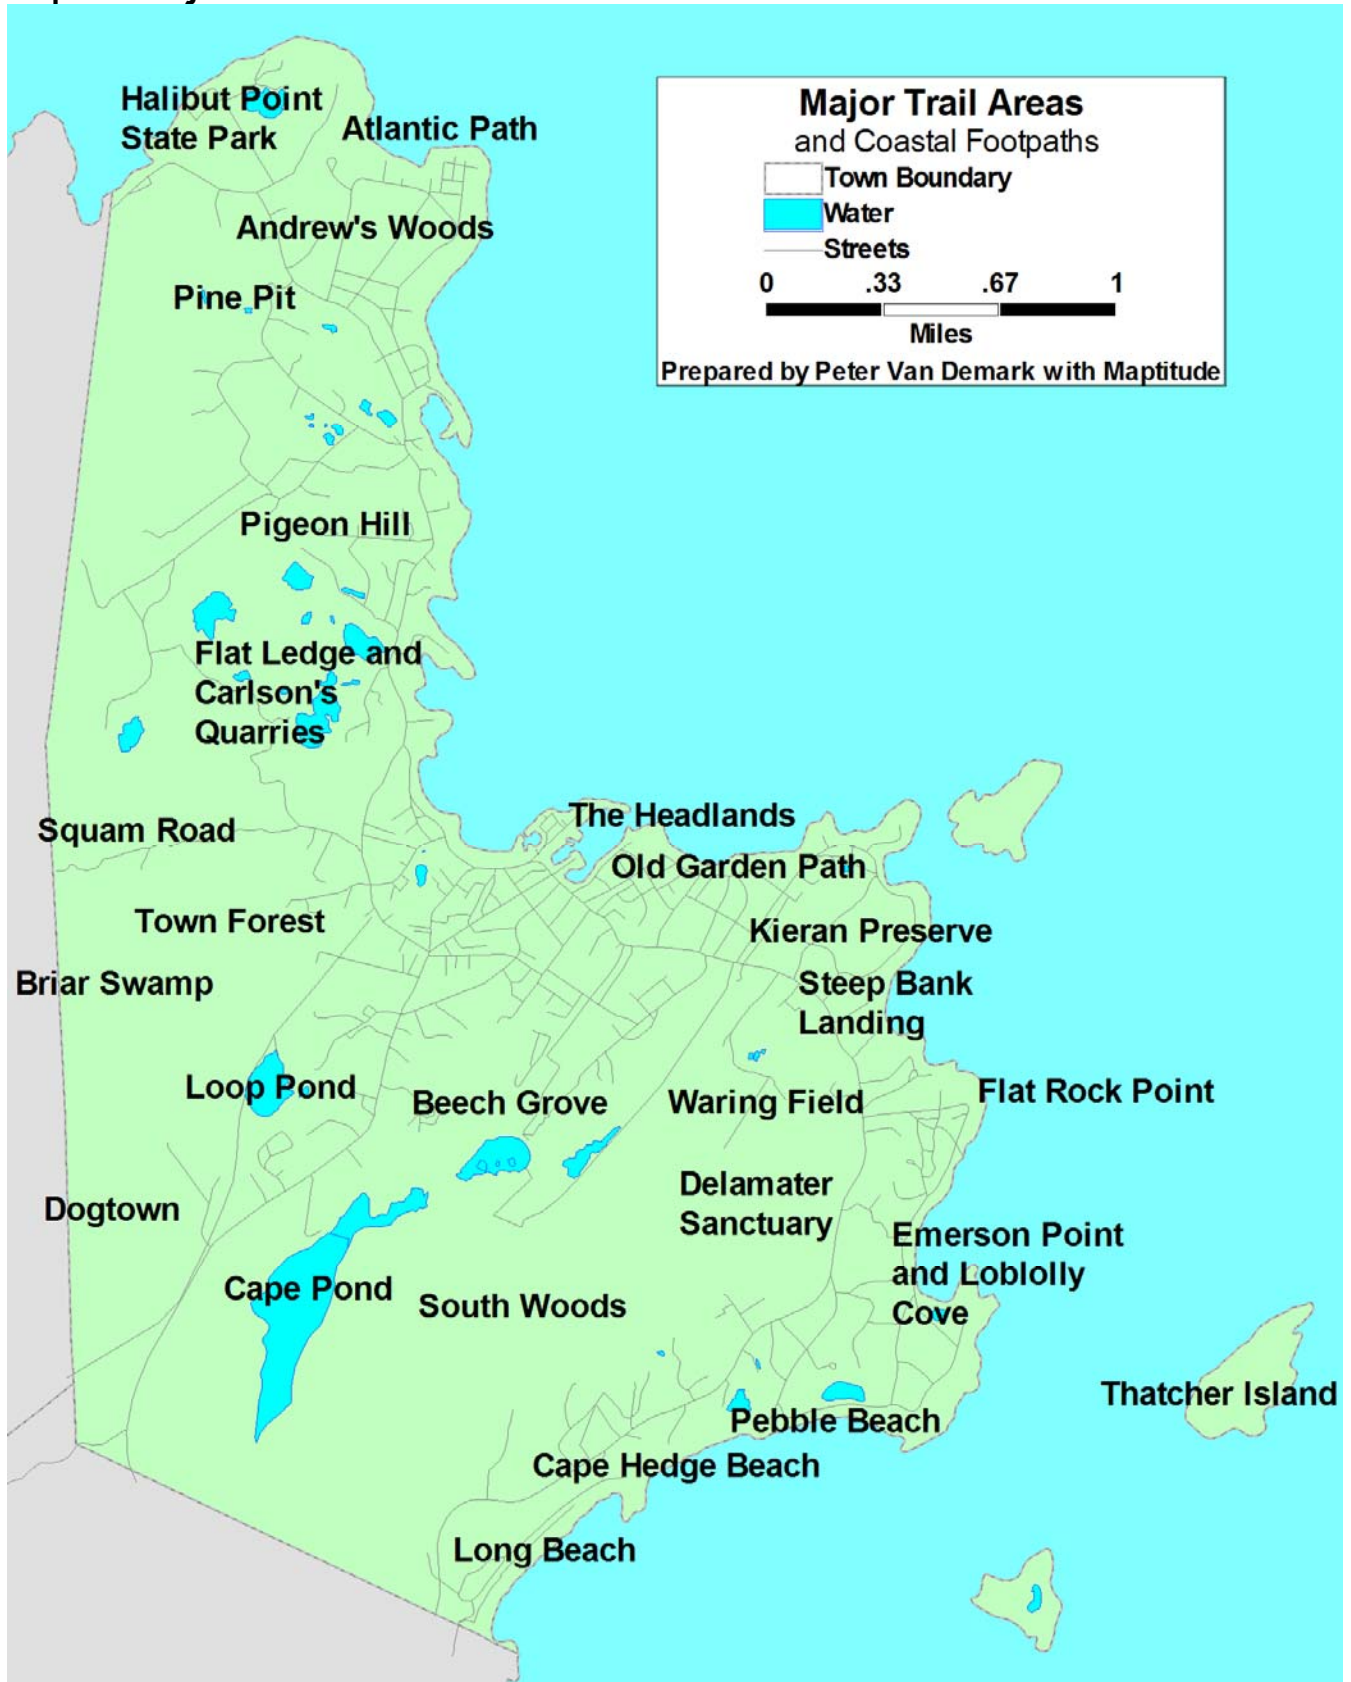 Halibut Point
State Park
Atlantic Path
Major Trail Areas
and Coastal Footpaths
Town Boundary
Water
Streets
0 .33 .67 1
Miles
Prepared by Peter Van Demark with Maptitude
Andrew's Woods
Pine Pit
Pigeon Hill
Flat Ledge and
Carlson's
Quarries
Squam Road
The Headlands
Old Garden Path
Town Forest
Kieran Preserve
Briar Swamp
Steep Bank
Landing
Loop Pond
Beech Grove
Waring Field
Flat Rock Point
Dogtown
Delamater
Sanctuary
Emerson Point
and Loblolly
Cove
Cape Pond
South Woods
Thatcher Island
Pebble Beach
Cape Hedge Beach
Long Beach